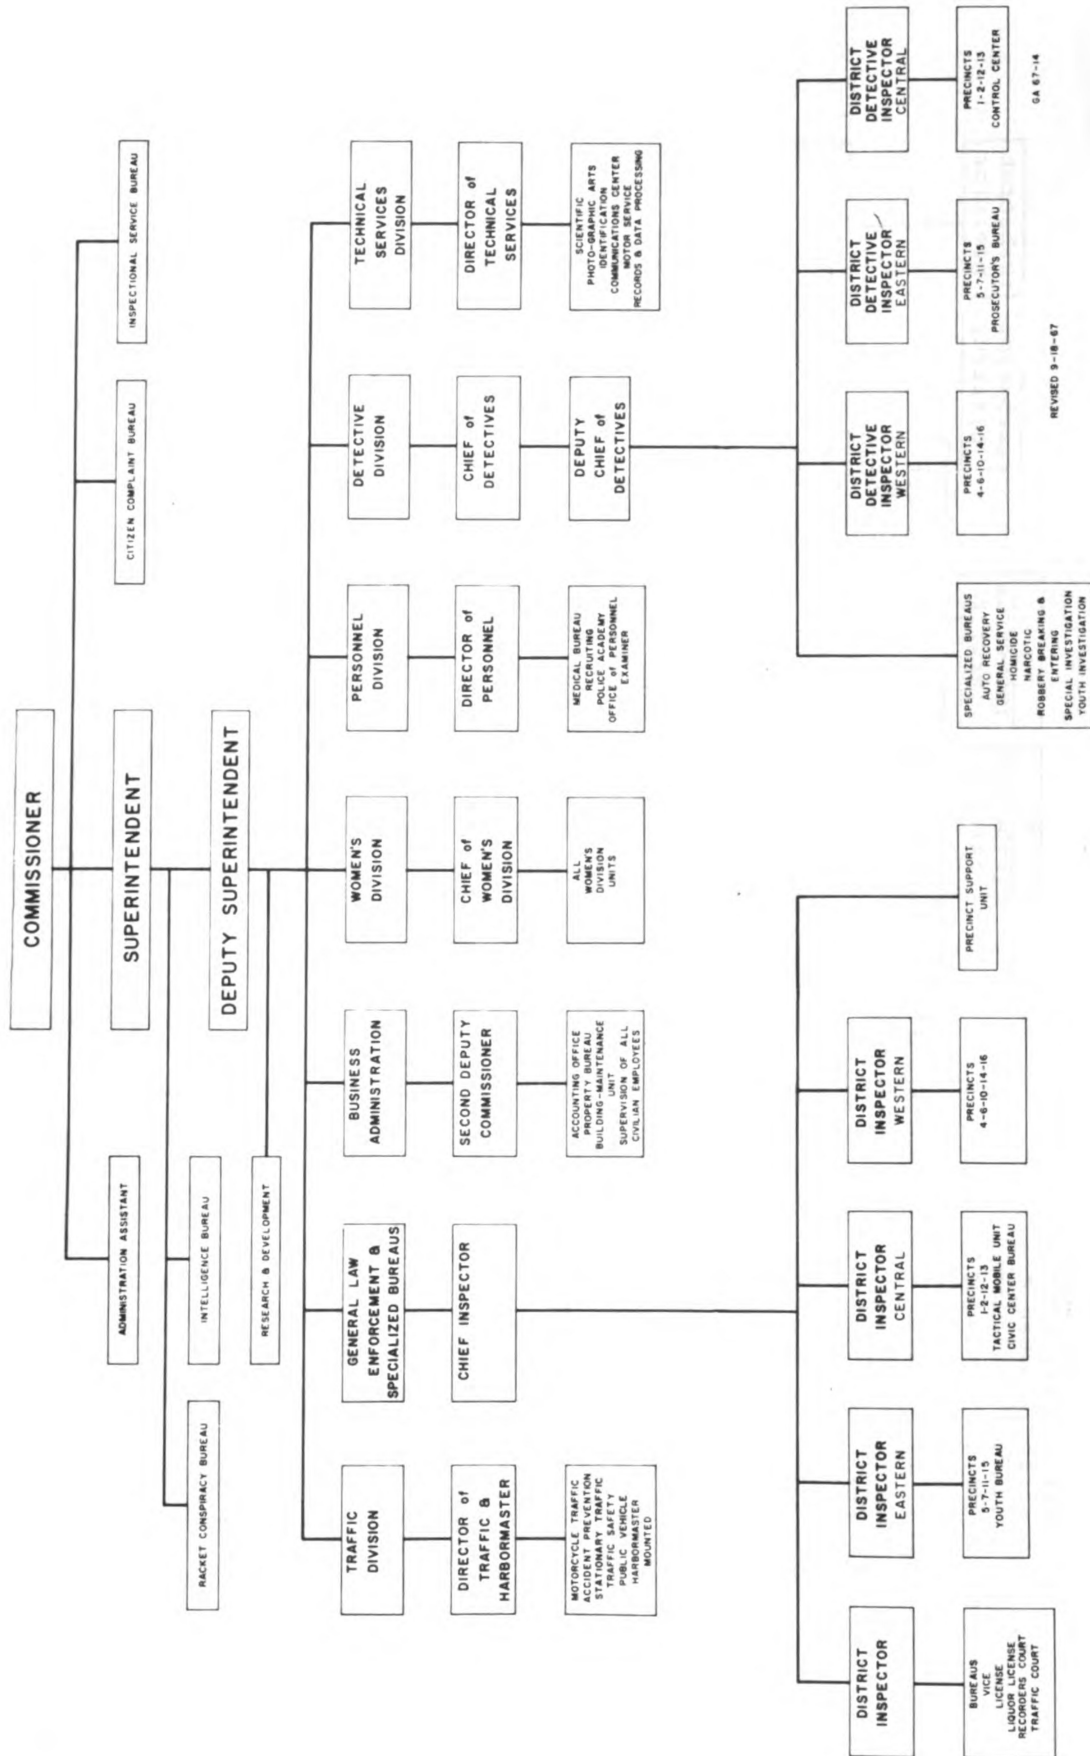 COMMISSIONER
ADMINISTRATION ASSISTANT
SUPERINTENDENT
CITIZEN COMPLAINT BUREAU
INSPECTIONAL SERVICE BUREAU
RACKET CONSPIRACY BUREAU
INTELLIGENCE BUREAU
DEPUTY SUPERINTENDENT
RESEARCH & DEVELOPMENT
TRAFFIC
DIVISION
GENERAL LAW
ENFORCEMENT &
SPECIALIZED BUREAUS
BUSINESS
ADMINISTRATION
WOMEN'S
DIVISION
PERSONNEL
DIVISION
DETECTIVE
DIVISION
TECHNICAL
SERVICES
DIVISION
DIRECTOR of
TRAFFIC &
HARBORMASTER
CHIEF INSPECTOR
SECOND DEPUTY
COMMISSIONER
CHIEF of
WOMEN'S
DIVISION
DIRECTOR of
PERSONNEL
CHIEF of
DETECTIVES
DIRECTOR of
TECHNICAL
SERVICES
MOTORCYCLE TRAFFIC
ACCIDENT PREVENTION
STATIONARY TRAFFIC
TRAFFIC SAFETY
PUBLIC VEHICLE
HARBORMASTER
MOUNTED
ACCOUNTING OFFICE
PROPERTY BUREAU
BUILDING-MAINTENANCE
UNIT
SUPERVISION OF ALL
CIVILIAN EMPLOYEES
ALL
WOMEN'S
DIVISION
UNITS
MEDICAL BUREAU
RECRUITING
POLICE ACADEMY
OFFICE of PERSONNEL
EXAMINER
DEPUTY
CHIEF of
DETECTIVES
SCIENTIFIC
PHOTO-GRAPHIC ARTS
IDENTIFICATION
COMMUNICATIONS CENTER
MOTOR SERVICE
RECORDS & DATA PROCESSING
DISTRICT
INSPECTOR
DISTRICT
INSPECTOR
EASTERN
DISTRICT
INSPECTOR
CENTRAL
DISTRICT
INSPECTOR
WESTERN
DISTRICT
DETECTIVE
INSPECTOR
WESTERN
DISTRICT
DETECTIVE
INSPECTOR
EASTERN
DISTRICT
DETECTIVE
INSPECTOR
CENTRAL
BUREAUS
VICE
LICENSE
LIQUOR LICENSE
RECORDERS COURT
TRAFFIC COURT
PRECINCTS
5-7-11-15
YOUTH BUREAU
PRECINCTS
1-2-12-13
TACTICAL MOBILE UNIT
CIVIC CENTER BUREAU
PRECINCTS
4-6-10-14-16
PRECINCT SUPPORT
UNIT
SPECIALIZED BUREAUS
AUTO RECOVERY
GENERAL SERVICE
HOMICIDE
NARCOTIC
ROBBERY BREAKING &
ENTERING
SPECIAL INVESTIGATION
YOUTH INVESTIGATION
PRECINCTS
4-6-10-14-16
PRECINCTS
5-7-11-15
PROSECUTOR'S BUREAU
PRECINCTS
1-2-12-13
CONTROL CENTER
REVISED 9-18-67
GA 67-14